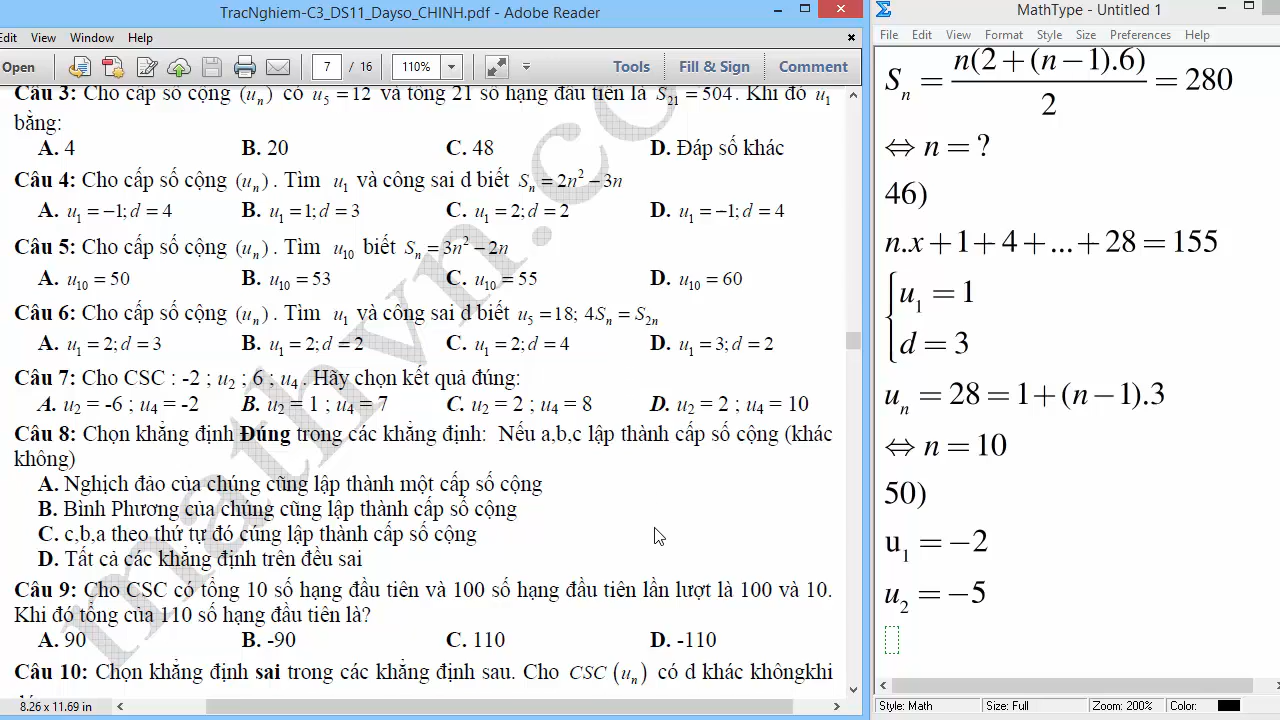 TracNghiem-C3_DS11_Dayso_CHINH.pdf - Adobe Reader
Edit View Window Help
Open 7 / 16 110% Tools Fill & Sign Comment
Câu 3: Cho cấp số cộng (uₙ) có u₅ = 12 và tổng 21 số hạng đầu tiên là S₂₁ = 504. Khi đó u₁
bằng:
A. 4 B. 20 C. 48 D. Đáp số khác
Câu 4: Cho cấp số cộng (uₙ). Tìm u₁ và công sai d biết Sₙ = 2n² − 3n
A. u₁ = −1; d = 4 B. u₁ = 1; d = 3 C. u₁ = 2; d = 2 D. u₁ = −1; d = 4
Câu 5: Cho cấp số cộng (uₙ). Tìm u₁₀ biết Sₙ = 3n² − 2n
A. u₁₀ = 50 B. u₁₀ = 53 C. u₁₀ = 55 D. u₁₀ = 60
Câu 6: Cho cấp số cộng (uₙ). Tìm u₁ và công sai d biết u₅ = 18; 4Sₙ = S₂ₙ
A. u₁ = 2; d = 3 B. u₁ = 2; d = 2 C. u₁ = 2; d = 4 D. u₁ = 3; d = 2
Câu 7: Cho CSC : -2 ; u₂ ; 6 ; u₄ . Hãy chọn kết quả đúng:
A. u₂ = -6 ; u₄ = -2 B. u₂ = 1 ; u₄ = 7 C. u₂ = 2 ; u₄ = 8 D. u₂ = 2 ; u₄ = 10
Câu 8: Chọn khẳng định Đúng trong các khẳng định: Nếu a,b,c lập thành cấp số cộng (khác
không)
A. Nghịch đảo của chúng cũng lập thành một cấp số cộng
B. Bình Phương của chúng cũng lập thành cấp số cộng
C. c,b,a theo thứ tự đó cúng lập thành cấp số cộng
D. Tất cả các khẳng định trên đều sai
Câu 9: Cho CSC có tổng 10 số hạng đầu tiên và 100 số hạng đầu tiên lần lượt là 100 và 10.
Khi đó tổng của 110 số hạng đầu tiên là?
A. 90 B. -90 C. 110 D. -110
Câu 10: Chọn khẳng định sai trong các khẳng định sau. Cho CSC (uₙ) có d khác khôngkhi
8.26 x 11.69 in
mathvn.co
MathType - Untitled 1
File Edit View Format Style Size Preferences Help
Sₙ = n(2 + (n − 1).6) / 2 = 280
⇔ n = ?
46)
n.x + 1 + 4 + ... + 28 = 155
{ u₁ = 1
d = 3
uₙ = 28 = 1 + (n − 1).3
⇔ n = 10
50)
u₁ = −2
u₂ = −5
Style: Math Size: Full Zoom: 200% Color: